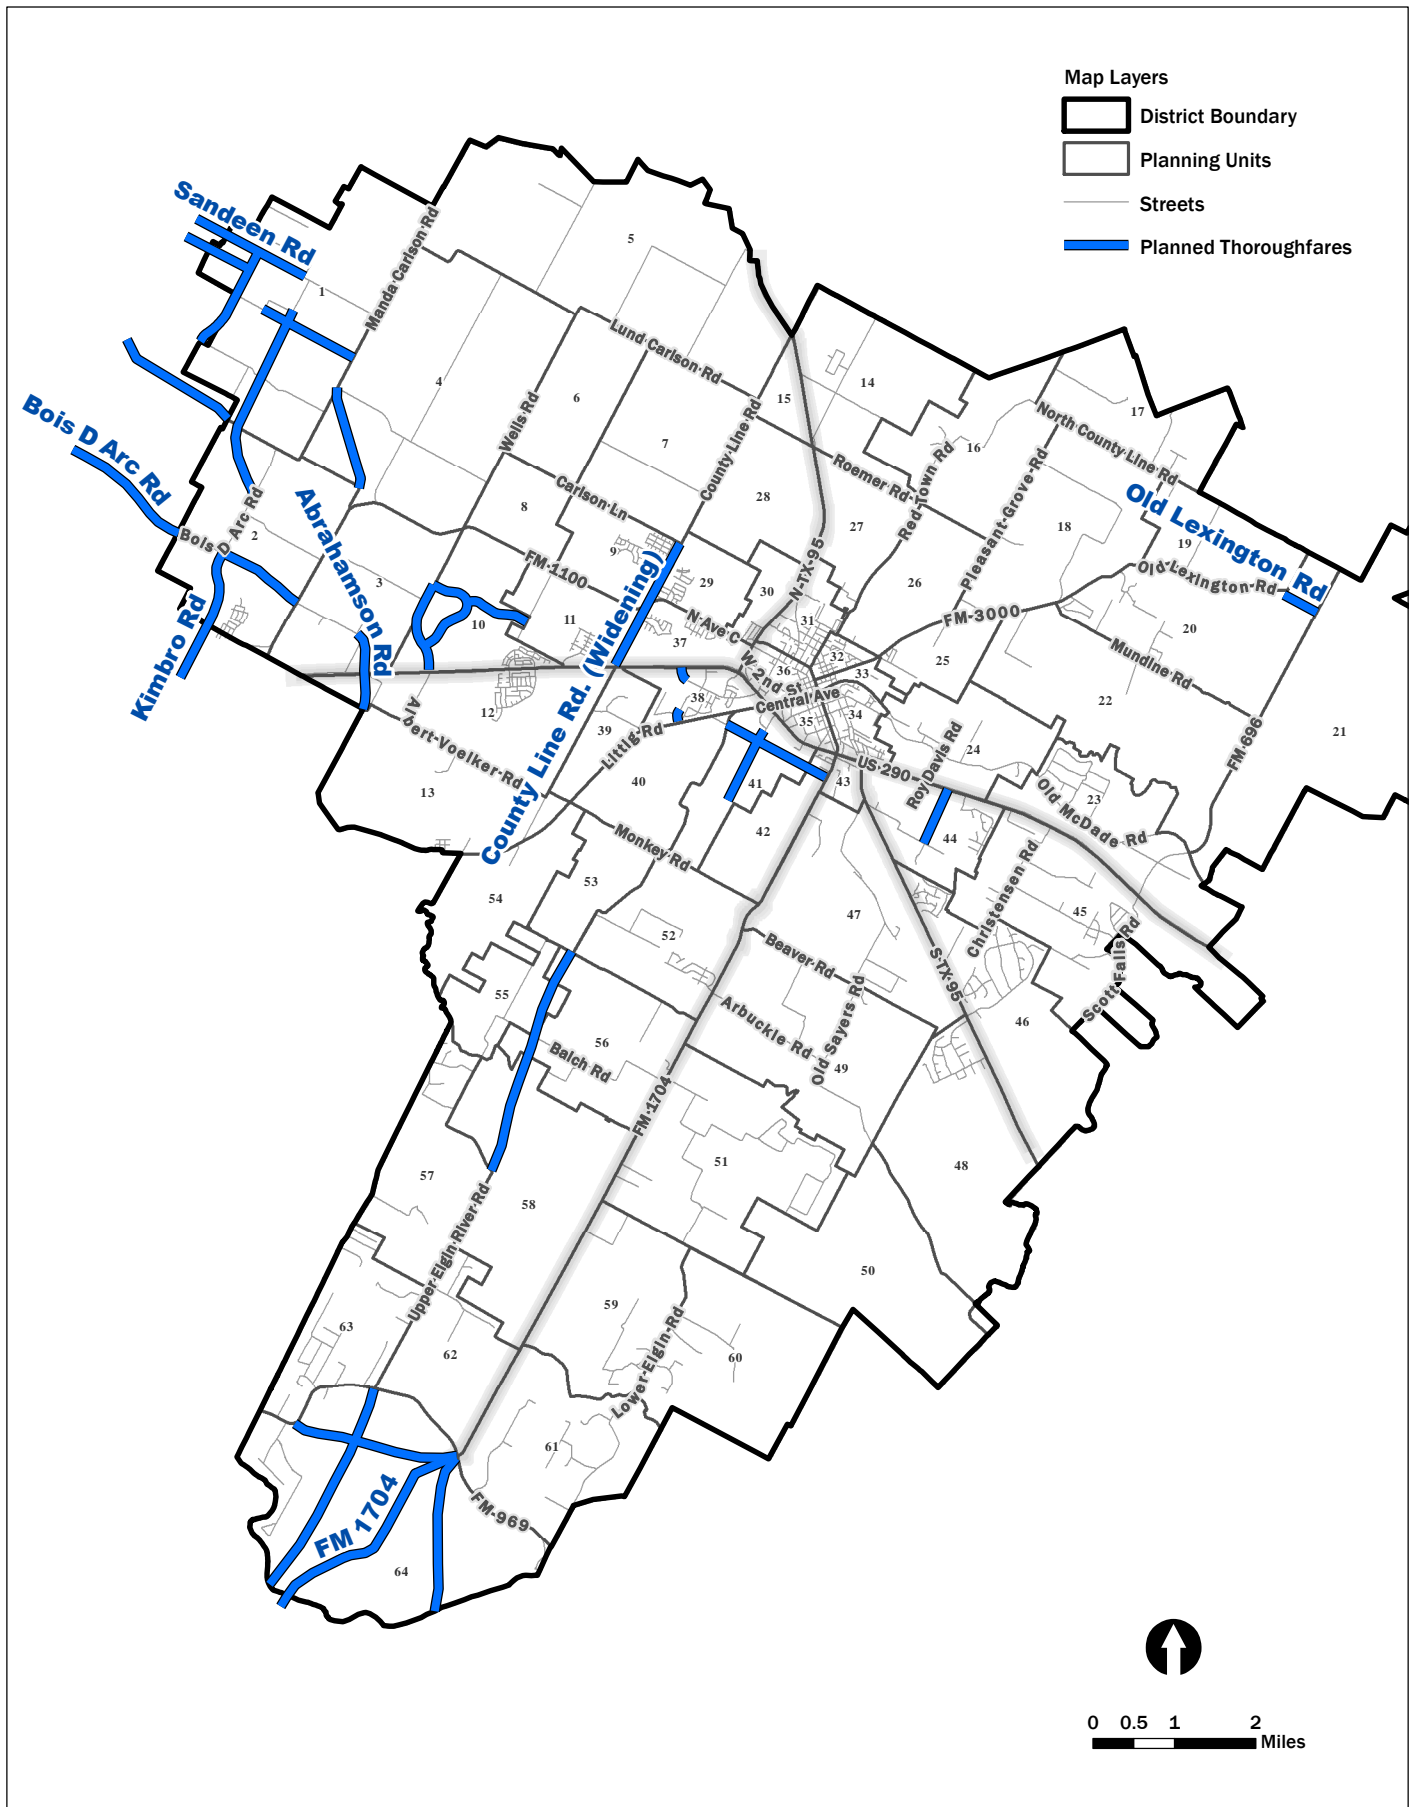 Map Layers
District Boundary
Planning Units
Streets
Planned Thoroughfares
Sandeen Rd
Manda Carlson Rd
5
1
4
Lund Carlson Rd
14
15
6
Wells Rd
7
County Line Rd
17
North County Line Rd
16
Bois D Arc Rd
Roemer Rd
Red Town Rd
Pleasant Grove Rd
Carlson Ln
28
27
18
Old Lexington Rd
8
Abrahamson Rd
Bois D Arc Rd
2
9
N-TX-95
19
FM-1100
29
30
26
Old Lexington Rd
3
Kimbro Rd
10
11
County Line Rd. (Widening)
37
N Ave C
31
FM-3000
20
32
25
Mundine Rd
36
W 2nd St
33
22
38
Central Ave
34
12
35
39
Littig Rd
Albert-Voelker Rd
24
FM-696
21
Roy Davis Rd
US 290
13
40
41
43
23
Old McDade Rd
42
44
Monkey Rd
Christensen Rd
53
54
45
47
52
Beaver Rd
S-TX-95
Scott Falls Rd
55
Arbuckle Rd
Old Sayers Rd
46
56
Balch Rd
49
FM-1704
51
48
57
58
Upper Elgin River Rd
50
59
63
60
62
Lower Elgin Rd
61
FM 1704
FM-969
64
0 0.5 1 2
Miles